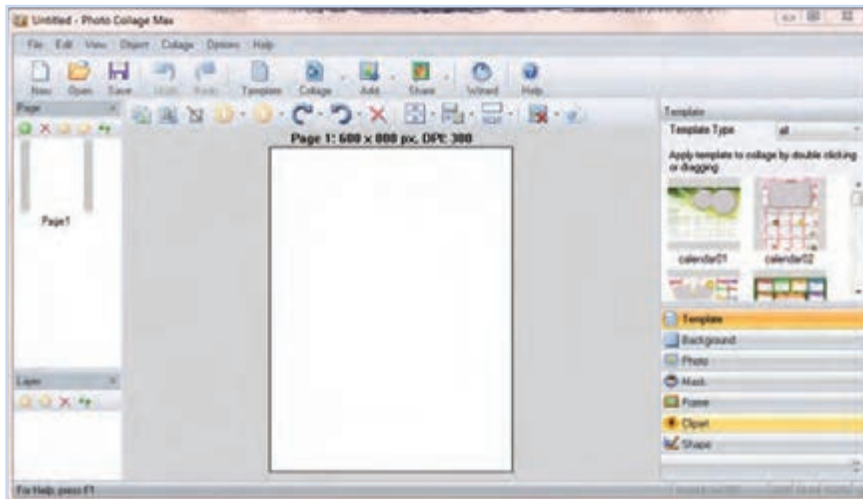 Untitled - Photo Collage Max
File Edit View Object Collage Options Help
New Open Save Undo Redo Template Collage Add Share Wizard Help
Page
Page 1: 600 x 800 px, DPI: 300
Page1
Layer
Template
Template Type all
Apply template to collage by double clicking
or dragging
calendar01 calendar02
Template
Background
Photo
Mask
Frame
Clipart
Shape
For Help, press F1